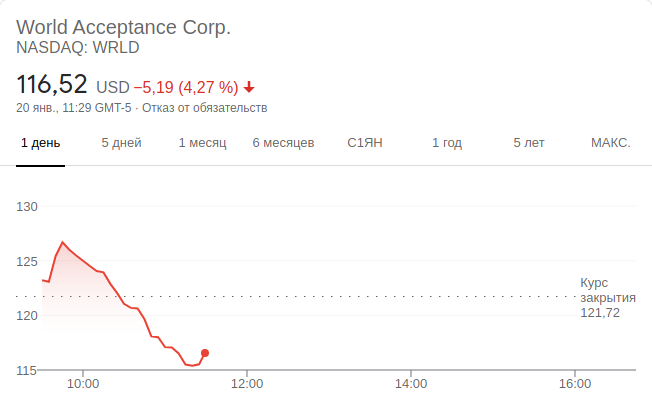 World Acceptance Corp.
NASDAQ: WRLD
116,52 USD −5,19 (4,27 %)
20 янв., 11:29 GMT-5 · Отказ от обязательств
1 день 5 дней 1 месяц 6 месяцев С1ЯН 1 год 5 лет МАКС.
130
125
Курс
закрытия
121,72
120
115
10:00 12:00 14:00 16:00